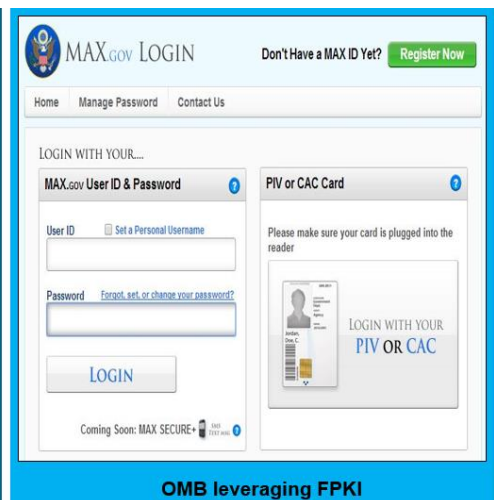 MAX.GOV LOGIN
Don't Have a MAX ID Yet? Register Now
Home Manage Password Contact Us
LOGIN WITH YOUR....
MAX.GOV User ID & Password ?
User ID Set a Personal Username
Password Forgot, set, or change your password?
LOGIN
Coming Soon: MAX SECURE+ SMS TEXT MSG ?
PIV or CAC Card ?
Please make sure your card is plugged into the
reader
LOGIN WITH YOUR
PIV OR CAC
OMB leveraging FPKI